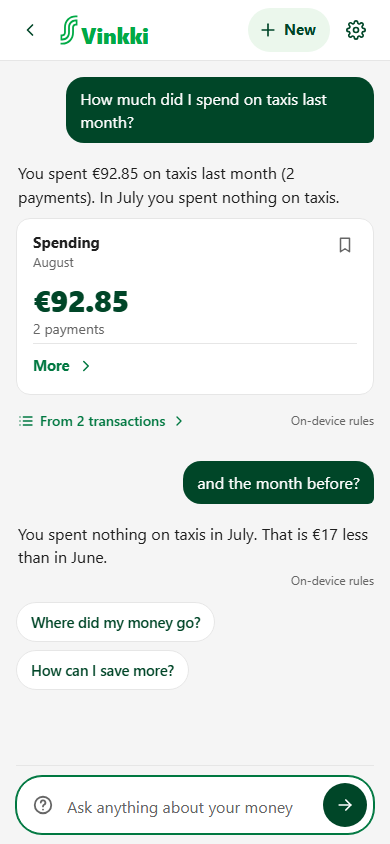 Vinkki
New
How much did I spend on taxis last
month?
You spent €92.85 on taxis last month (2
payments). In July you spent nothing on taxis.
Spending
August
€92.85
2 payments
More
From 2 transactions
On-device rules
and the month before?
You spent nothing on taxis in July. That is €17 less
than in June.
On-device rules
Where did my money go?
How can I save more?
Ask anything about your money